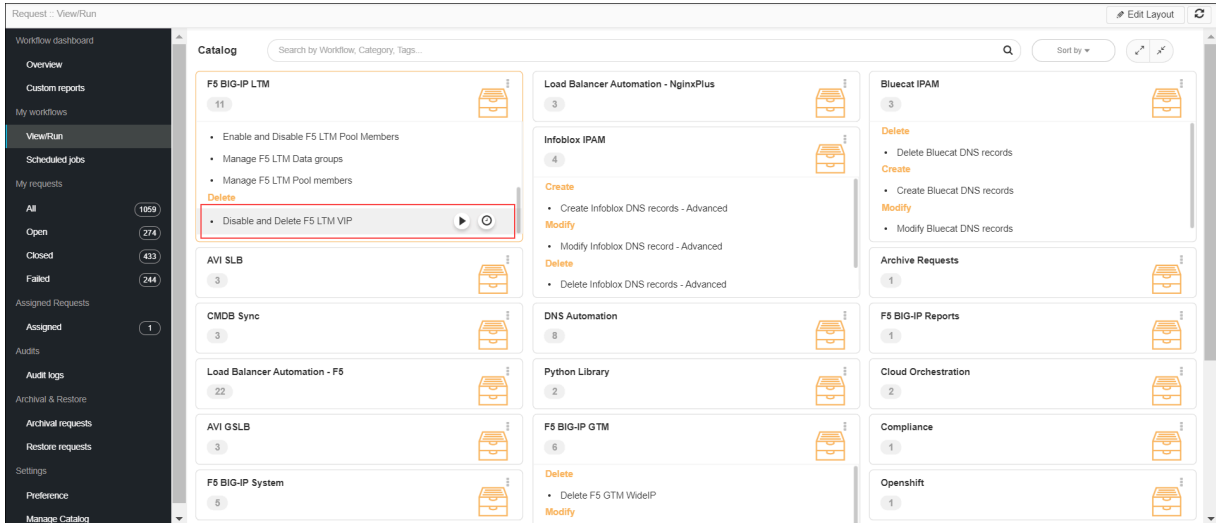 Request :: View/Run
Edit Layout
Workflow dashboard
Overview
Custom reports
My workflows
View/Run
Scheduled jobs
My requests
All 1059
Open 274
Closed 433
Failed 244
Assigned Requests
Assigned 1
Audits
Audit logs
Archival & Restore
Archival requests
Restore requests
Settings
Preference
Manage Catalog
Catalog
Search by Workflow, Category, Tags...
Sort by
F5 BIG-IP LTM
11
• Enable and Disable F5 LTM Pool Members
• Manage F5 LTM Data groups
• Manage F5 LTM Pool members
Delete
• Disable and Delete F5 LTM VIP
AVI SLB
3
CMDB Sync
3
Load Balancer Automation - F5
22
AVI GSLB
3
F5 BIG-IP System
5
Load Balancer Automation - NginxPlus
3
Infoblox IPAM
4
Create
• Create Infoblox DNS records - Advanced
Modify
• Modify Infoblox DNS record - Advanced
Delete
• Delete Infoblox DNS records - Advanced
DNS Automation
8
Python Library
2
F5 BIG-IP GTM
6
Delete
• Delete F5 GTM WideIP
Modify
Bluecat IPAM
3
Delete
• Delete Bluecat DNS records
Create
• Create Bluecat DNS records
Modify
• Modify Bluecat DNS records
Archive Requests
1
F5 BIG-IP Reports
1
Cloud Orchestration
2
Compliance
1
Openshift
1